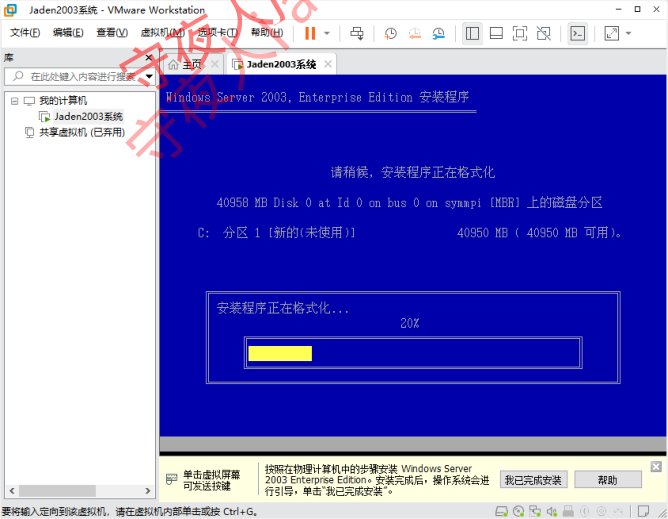 Jaden2003系统 - VMware Workstation
文件(F) 编辑(E) 查看(V) 虚拟机(M) 选项卡(T) 帮助(H)
库
在此处键入内容进行搜索
我的计算机
Jaden2003系统
共享虚拟机 (已弃用)
主页 Jaden2003系统
Windows Server 2003, Enterprise Edition 安装程序
请稍候，安装程序正在格式化
40958 MB Disk 0 at Id 0 on bus 0 on symmpi [MBR] 上的磁盘分区
C: 分区 1 [新的(未使用)] 40950 MB ( 40950 MB 可用)。
安装程序正在格式化...
20%
单击虚拟屏幕
可发送按键
按照在物理计算机中的步骤安装 Windows Server
2003 Enterprise Edition。安装完成后，操作系统会进
行引导，单击"我已完成安装"。
我已完成安装 帮助
要将输入定向到该虚拟机，请在虚拟机内部单击或按 Ctrl+G。
守夜人
守夜人